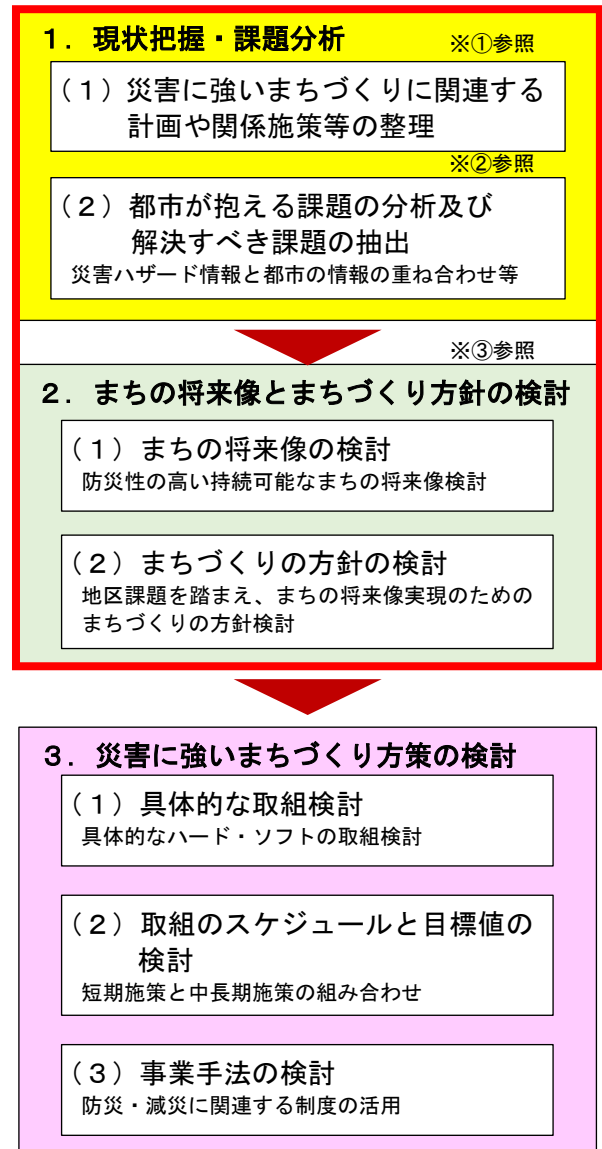 １．現状把握・課題分析 ※①参照
（１）災害に強いまちづくりに関連する
計画や関係施策等の整理
※②参照
（２）都市が抱える課題の分析及び
解決すべき課題の抽出
災害ハザード情報と都市の情報の重ね合わせ等
※③参照
２．まちの将来像とまちづくり方針の検討
（１）まちの将来像の検討
防災性の高い持続可能なまちの将来像検討
（２）まちづくりの方針の検討
地区課題を踏まえ、まちの将来像実現のための
まちづくりの方針検討
３．災害に強いまちづくり方策の検討
（１）具体的な取組検討
具体的なハード・ソフトの取組検討
（２）取組のスケジュールと目標値の
検討
短期施策と中長期施策の組み合わせ
（３）事業手法の検討
防災・減災に関連する制度の活用